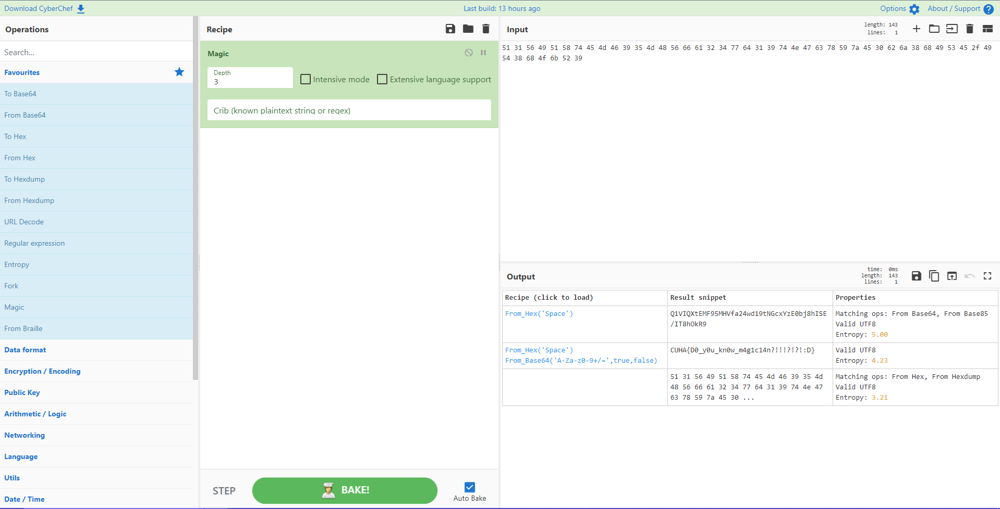 Download CyberChef
Last build: 13 hours ago
Options
About / Support
Operations
Search...
Favourites
To Base64
From Base64
To Hex
From Hex
To Hexdump
From Hexdump
URL Decode
Regular expression
Entropy
Fork
Magic
From Braille
Data format
Encryption / Encoding
Public Key
Arithmetic / Logic
Networking
Language
Utils
Date / Time
Recipe
Magic
Depth
3
Intensive mode
Extensive language support
Crib (known plaintext string or regex)
STEP
BAKE!
Auto Bake
Input
length: 143
lines: 1
51 31 56 49 51 58 74 45 4d 46 39 35 4d 48 56 66 61 32 34 77 64 31 39 74 4e 47 63 78 59 7a 45 30 62 6a 38 68 49 53 45 2f 49
54 38 68 4f 6b 52 39
Output
time: 0ms
length: 143
lines: 1
Recipe (click to load)
Result snippet
Properties
From_Hex('Space')
Q1VIQXtEMF95MHVfa24wd19tNGcxYzE0bj8hISE
/IT8hOkR9
Matching ops: From Base64, From Base85
Valid UTF8
Entropy: 5.00
From_Hex('Space')
From_Base64('A-Za-z0-9+/=',true,false)
CUHA{D0_y0u_kn0w_m4g1c14n?!!!?!?!:D}
Valid UTF8
Entropy: 4.23
51 31 56 49 51 58 74 45 4d 46 39 35 4d
48 56 66 61 32 34 77 64 31 39 74 4e 47
63 78 59 7a 45 30 ...
Matching ops: From Hex, From Hexdump
Valid UTF8
Entropy: 3.21